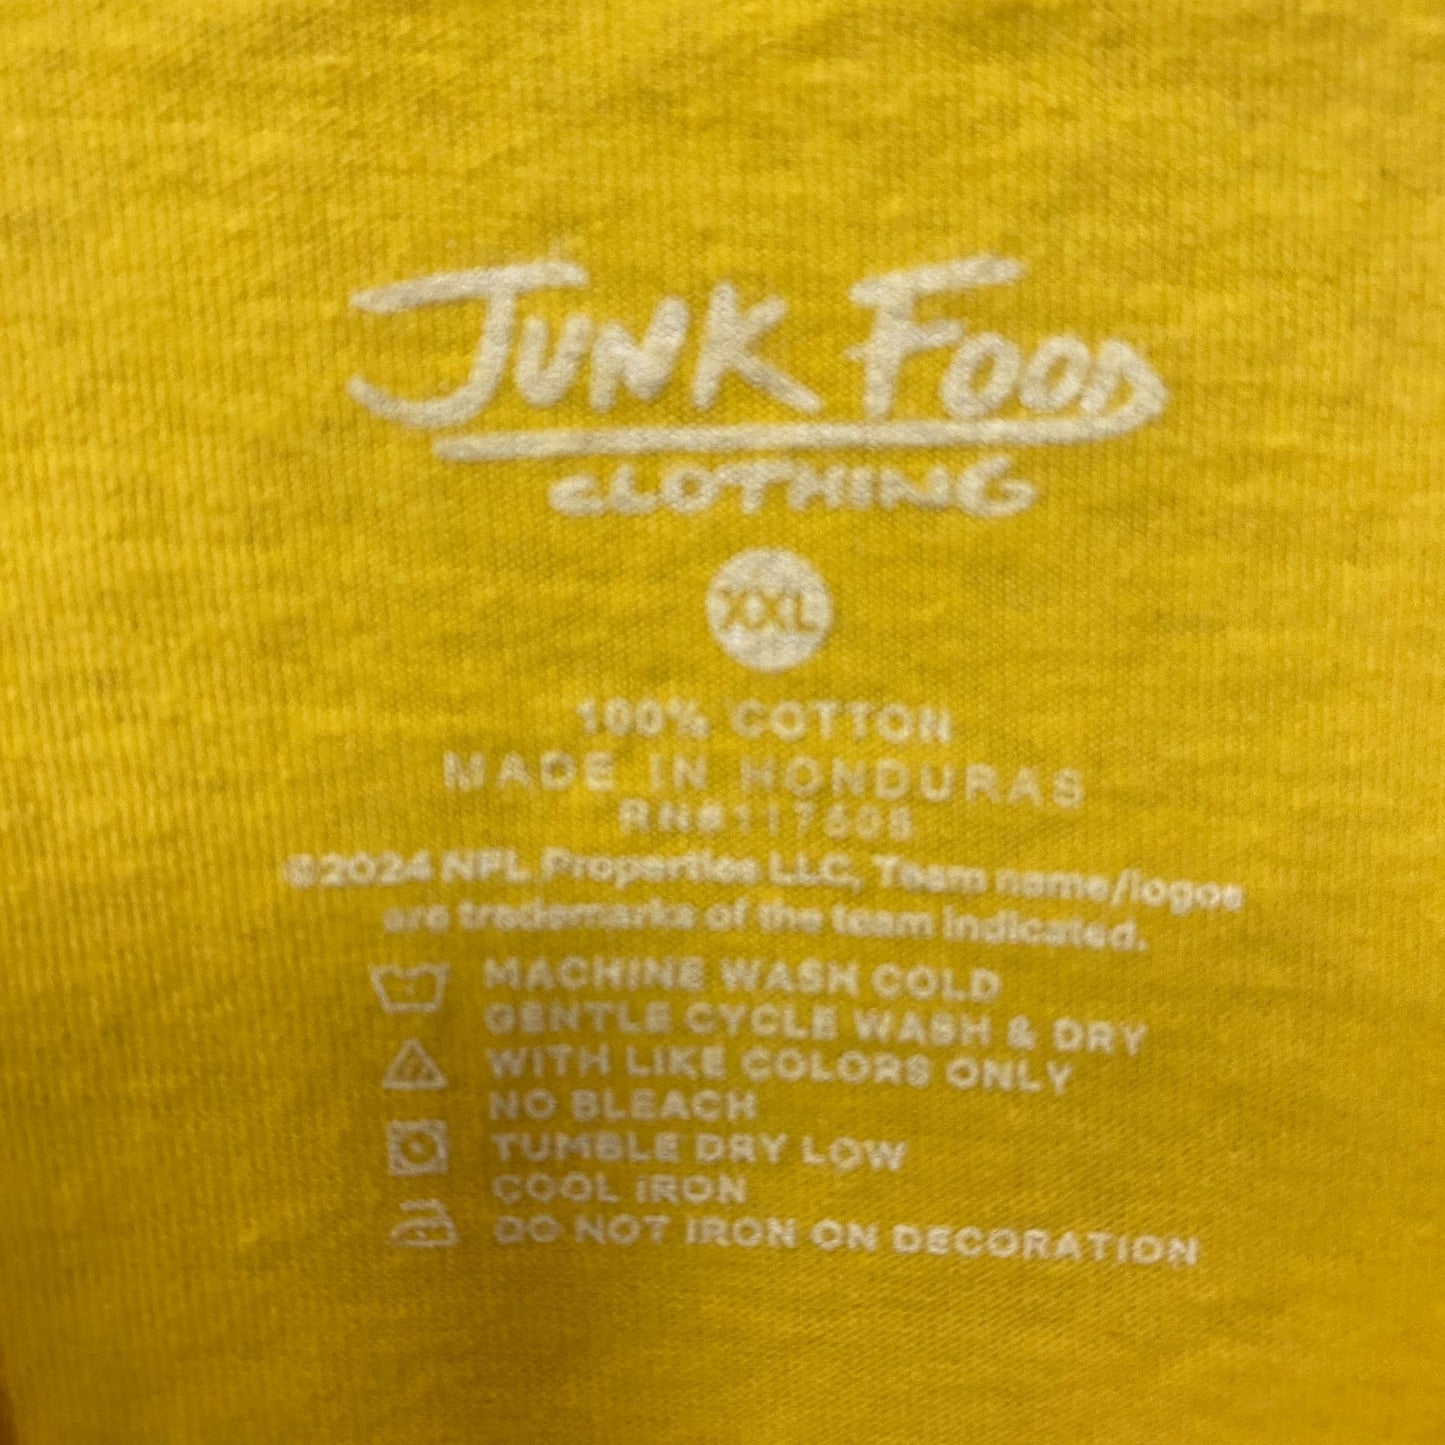 JUNK FOOD
CLOTHING
XXL
100% COTTON
MADE IN HONDURAS
RN#117505
©2024 NFL Properties LLC, Team name/logos
are trademarks of the team indicated.
MACHINE WASH COLD
GENTLE CYCLE WASH & DRY
WITH LIKE COLORS ONLY
NO BLEACH
TUMBLE DRY LOW
COOL IRON
DO NOT IRON ON DECORATION